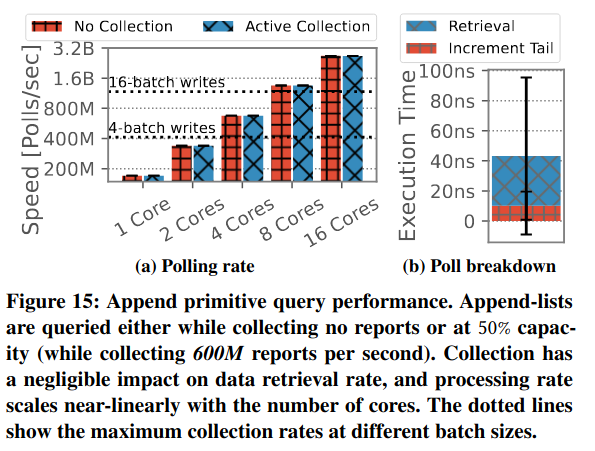 No Collection
Active Collection
Speed [Polls/sec]
3.2B
1.6B
800M
400M
200M
16-batch writes
4-batch writes
1 Core
2 Cores
4 Cores
8 Cores
16 Cores
(a) Polling rate
Retrieval
Increment Tail
Execution Time
100ns
80ns
60ns
40ns
20ns
0
(b) Poll breakdown
Figure 15: Append primitive query performance. Append-lists
are queried either while collecting no reports or at 50% capac-
ity (while collecting 600M reports per second). Collection has
a negligible impact on data retrieval rate, and processing rate
scales near-linearly with the number of cores. The dotted lines
show the maximum collection rates at different batch sizes.